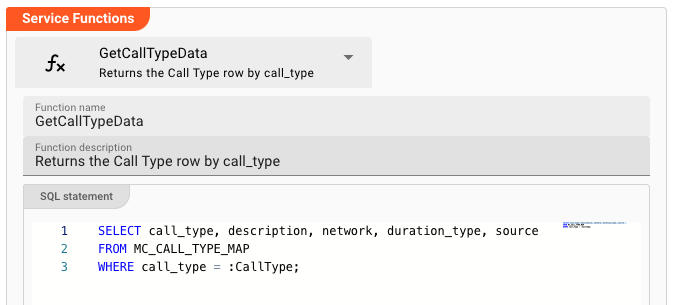 Service Functions
GetCallTypeData
Returns the Call Type row by call_type
Function name
GetCallTypeData
Function description
Returns the Call Type row by call_type
SQL statement
1 SELECT call_type, description, network, duration_type, source
2 FROM MC_CALL_TYPE_MAP
3 WHERE call_type = :CallType;